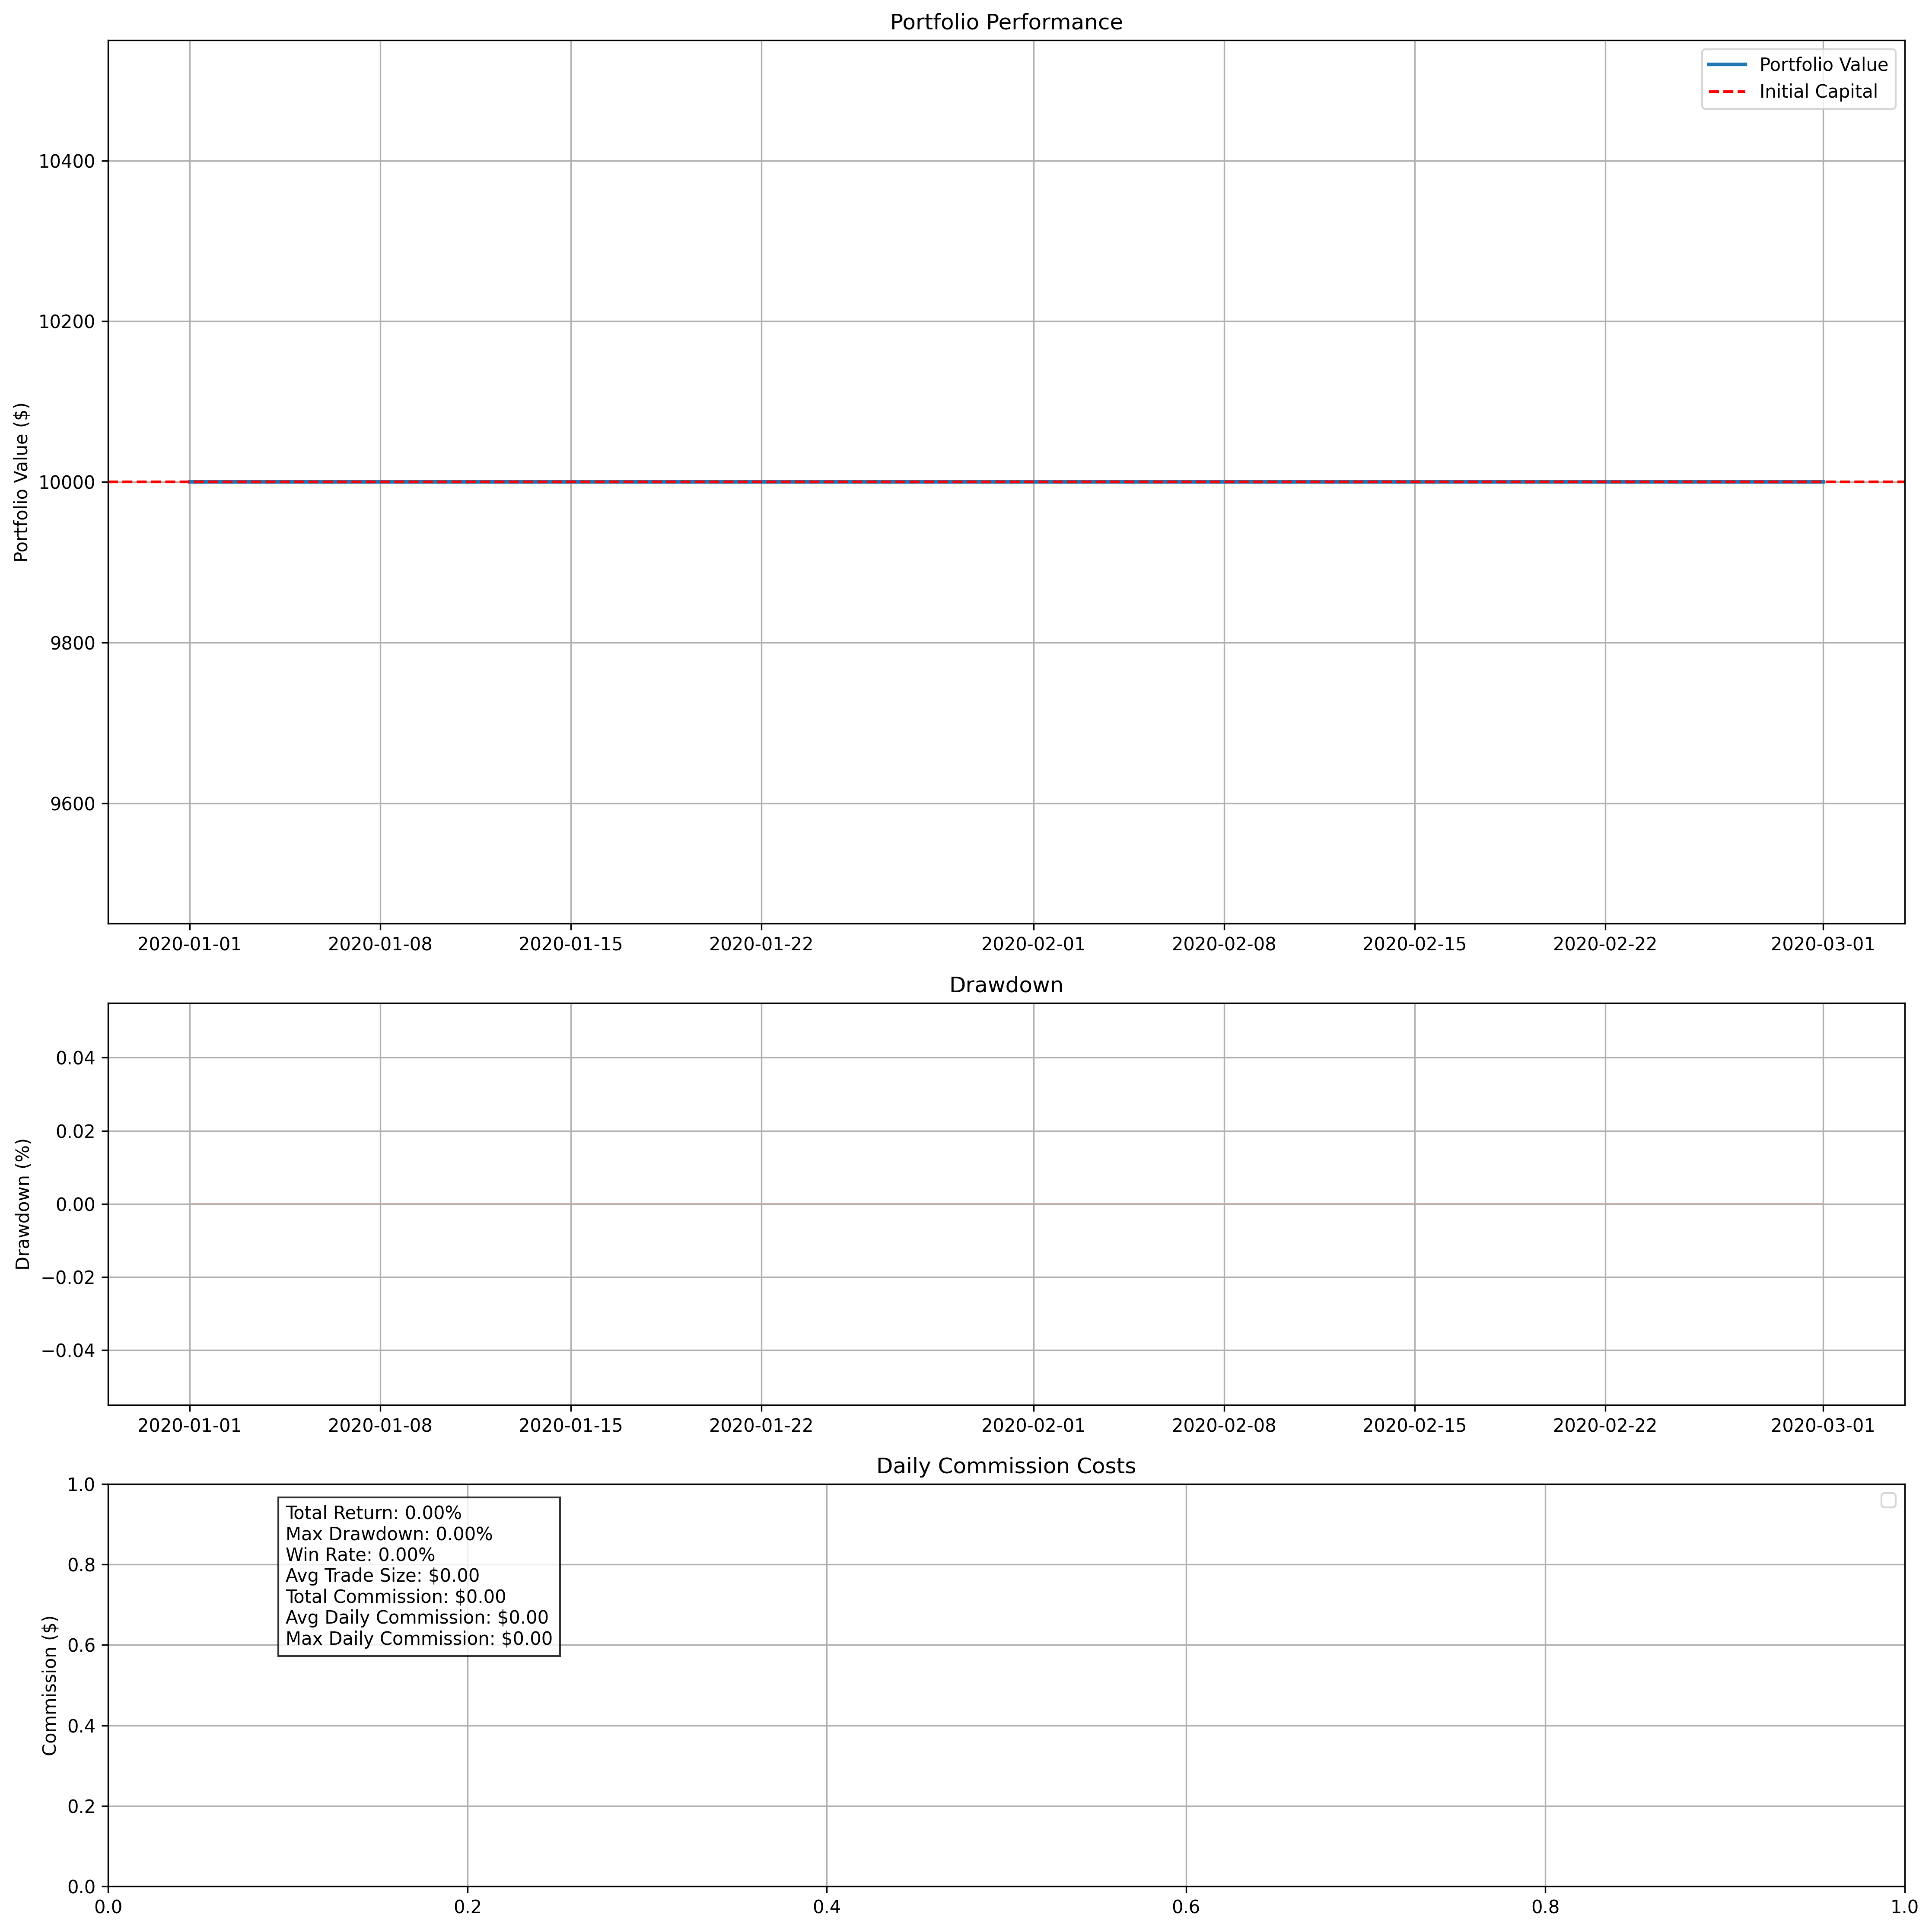 Portfolio Performance
Portfolio Value
Initial Capital
Portfolio Value ($)
10400
10200
10000
9800
9600
2020-01-01 2020-01-08 2020-01-15 2020-01-22 2020-02-01 2020-02-08 2020-02-15 2020-02-22 2020-03-01
Drawdown
Drawdown (%)
0.04
0.02
0.00
−0.02
−0.04
2020-01-01 2020-01-08 2020-01-15 2020-01-22 2020-02-01 2020-02-08 2020-02-15 2020-02-22 2020-03-01
Daily Commission Costs
Commission ($)
1.0
0.8
0.6
0.4
0.2
0.0
Total Return: 0.00%
Max Drawdown: 0.00%
Win Rate: 0.00%
Avg Trade Size: $0.00
Total Commission: $0.00
Avg Daily Commission: $0.00
Max Daily Commission: $0.00
0.0 0.2 0.4 0.6 0.8 1.0